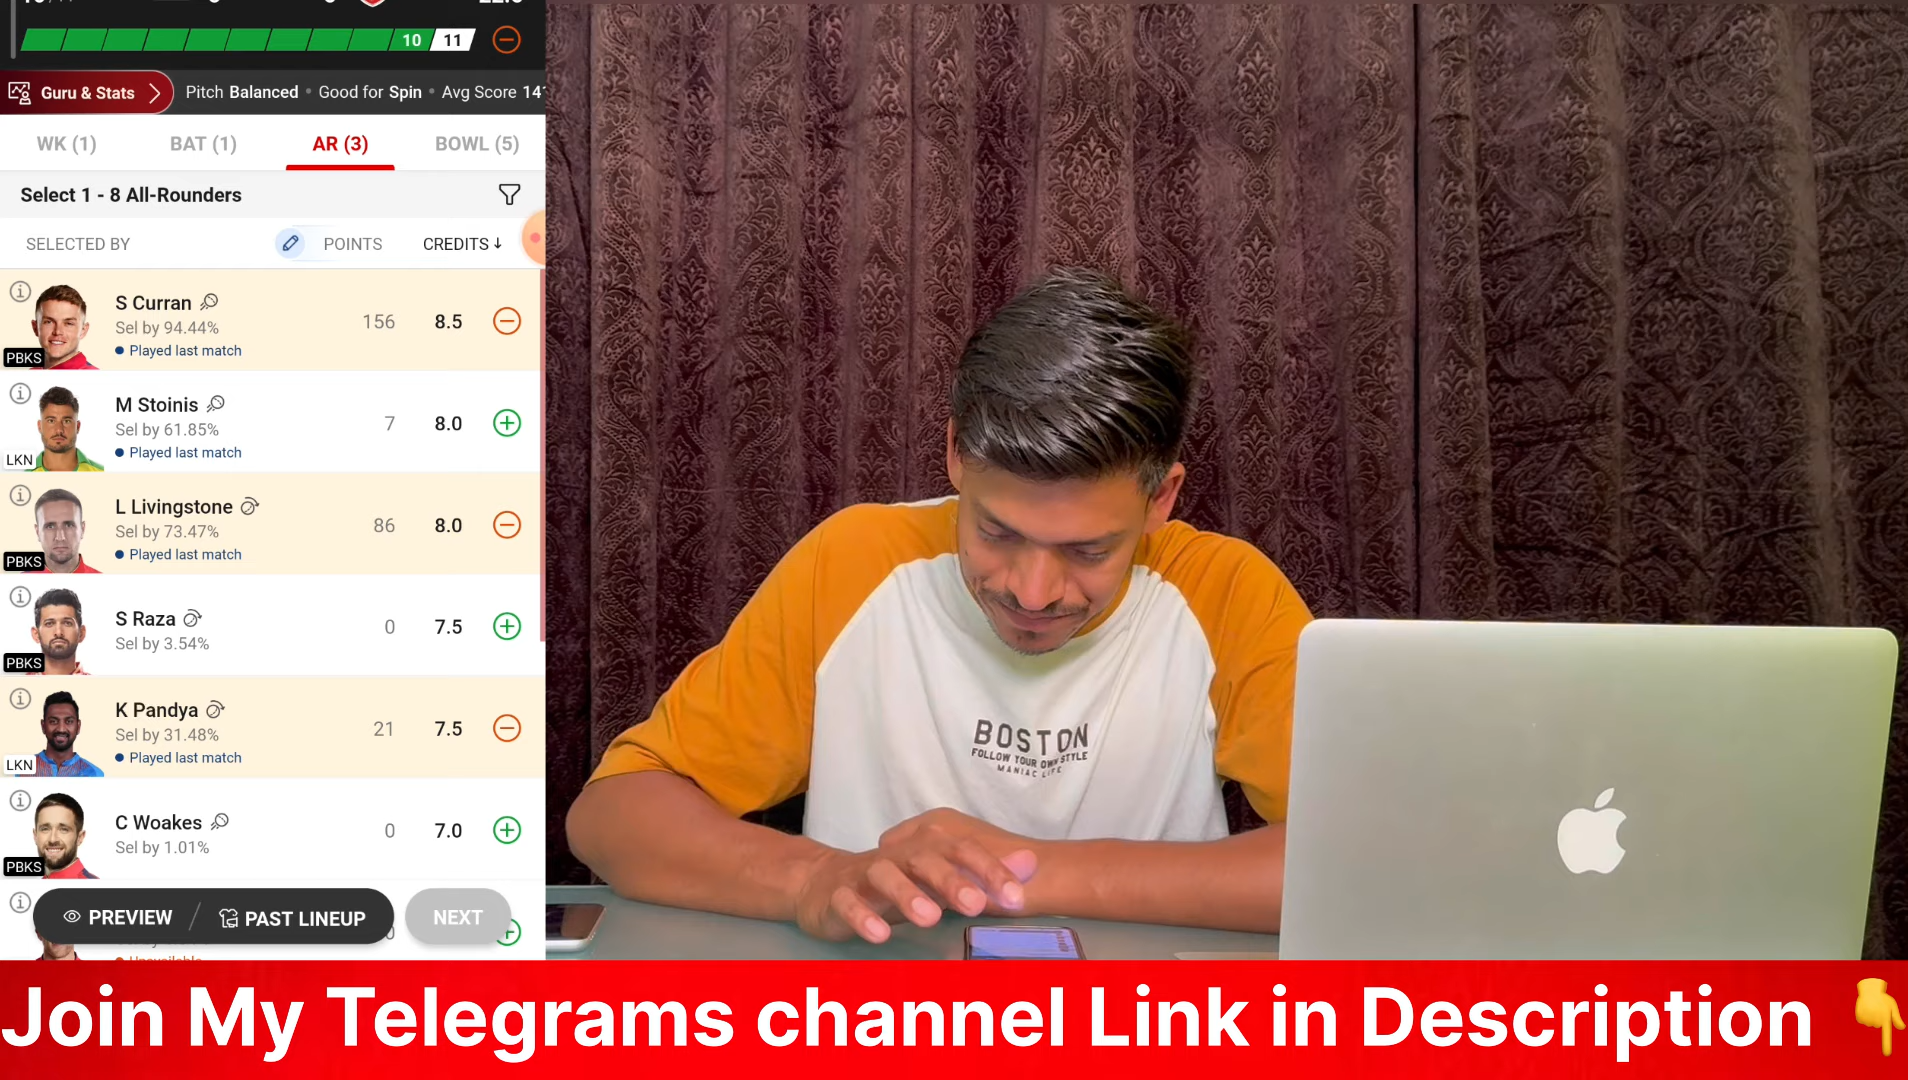 10 11
Guru & Stats Pitch Balanced • Good for Spin • Avg Score 141
WK (1) BAT (1) AR (3) BOWL (5)
Select 1 - 8 All-Rounders
SELECTED BY POINTS CREDITS ↓
S Curran
Sel by 94.44% 156 8.5
Played last match
PBKS
M Stoinis
Sel by 61.85% 7 8.0
Played last match
LKN
L Livingstone
Sel by 73.47% 86 8.0
Played last match
PBKS
S Raza
Sel by 3.54% 0 7.5
PBKS
K Pandya
Sel by 31.48% 21 7.5
Played last match
LKN
C Woakes
Sel by 1.01% 0 7.0
PBKS
PREVIEW / PAST LINEUP NEXT
BOSTON
FOLLOW YOUR OWN STYLE
MANIAC LIFE
Join My Telegrams channel Link in Description 👇